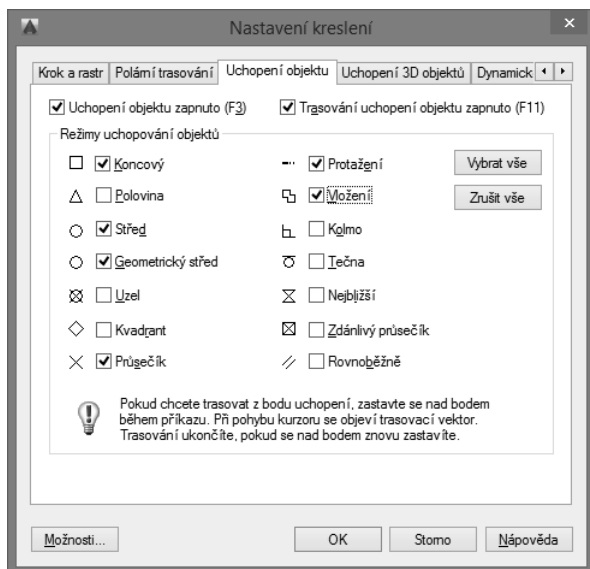 Nastavení kreslení
Krok a rastr Polární trasování Uchopení objektu Uchopení 3D objektů Dynamick
Uchopení objektu zapnuto (F3) Trasování uchopení objektu zapnuto (F11)
Režimy uchopování objektů
Koncový Protažení Vybrat vše
Polovina Vložení Zrušit vše
Střed Kolmo
Geometrický střed Tečna
Uzel Nejbližší
Kvadrant Zdánlivý průsečík
Průsečík Rovnoběžně
Pokud chcete trasovat z bodu uchopení, zastavte se nad bodem
během příkazu. Při pohybu kurzoru se objeví trasovací vektor.
Trasování ukončíte, pokud se nad bodem znovu zastavíte.
Možnosti... OK Storno Nápověda